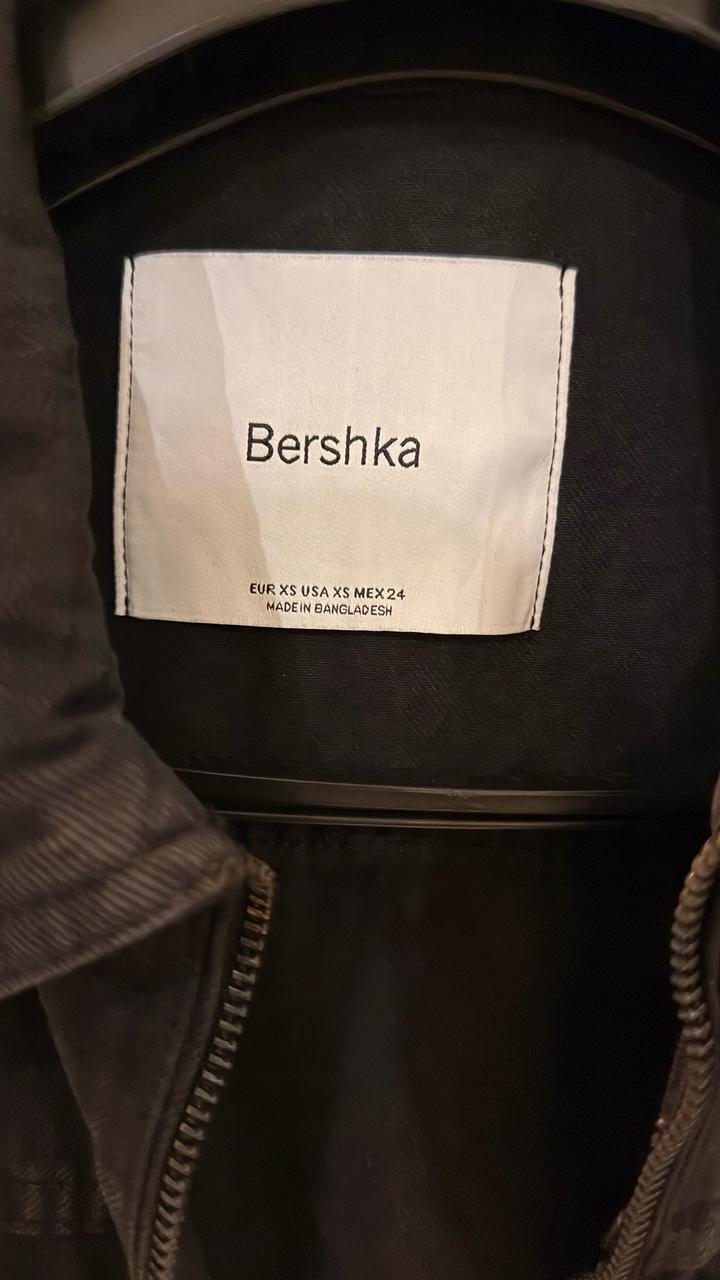 Bershka
EUR XS USA XS MEX 24
MADE IN BANGLADESH